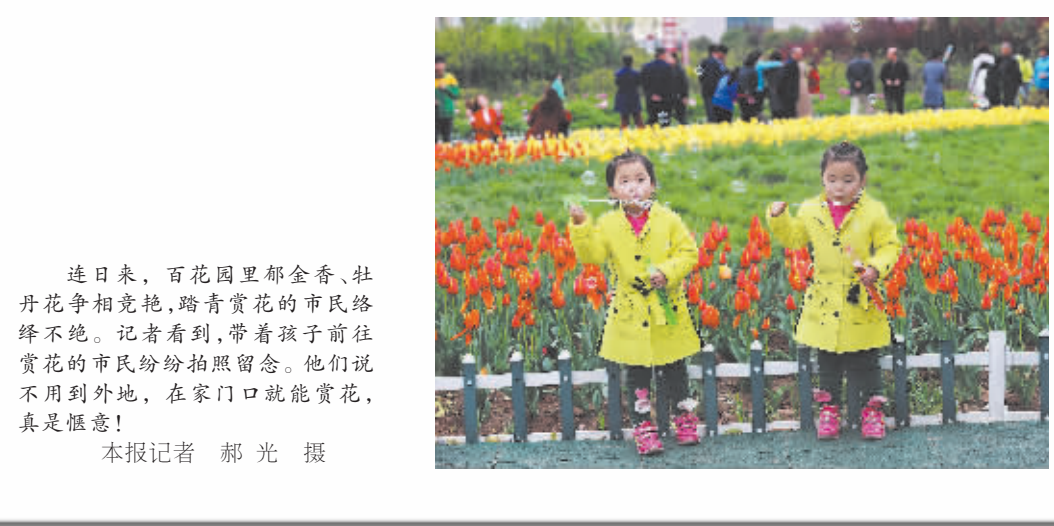 连日来，百花园里郁金香、牡
丹花争相竞艳，踏青赏花的市民络
绎不绝。记者看到，带着孩子前往
赏花的市民纷纷拍照留念。他们说
不用到外地，在家门口就能赏花，
真是惬意！
本报记者 郝光 摄